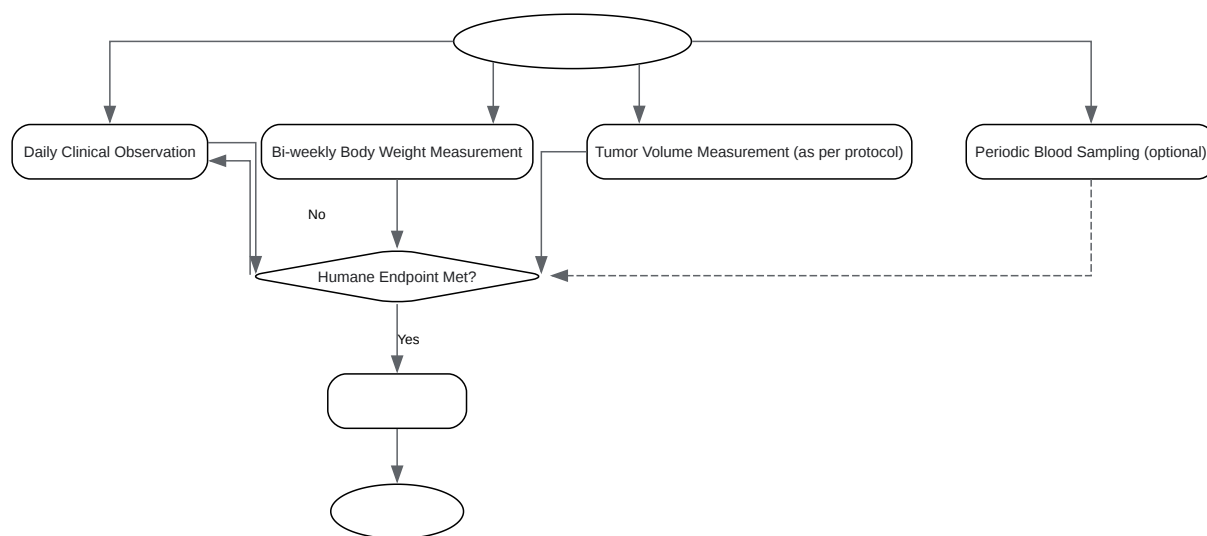 Daily Clinical Observation
Bi-weekly Body Weight Measurement
Tumor Volume Measurement (as per protocol)
Periodic Blood Sampling (optional)
No
Humane Endpoint Met?
Yes